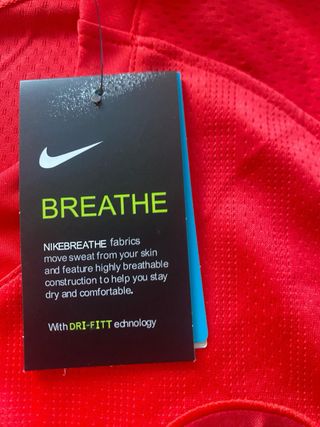 BREATHE
NIKEBREATHE fabrics
move sweat from your skin
and feature highly breathable
construction to help you stay
dry and comfortable.
With DRI-FITT echnology